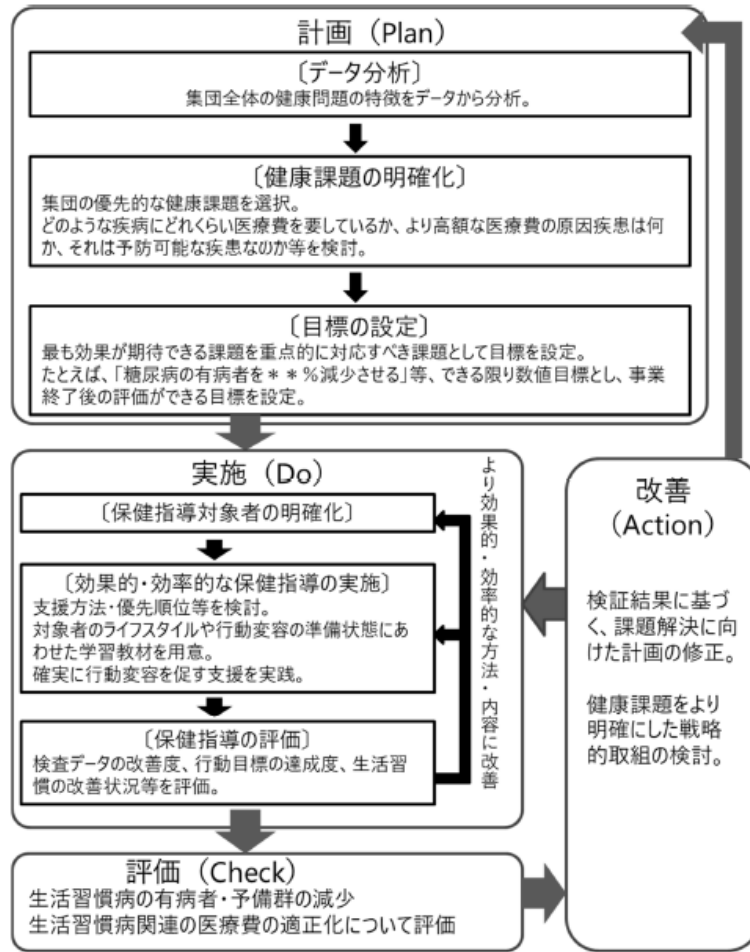 計画（Plan）
〔データ分析〕
集団全体の健康問題の特徴をデータから分析。
〔健康課題の明確化〕
集団の優先的な健康課題を選択。
どのような疾病にどれくらい医療費を要しているか、より高額な医療費の原因疾患は何
か、それは予防可能な疾患なのか等を検討。
〔目標の設定〕
最も効果が期待できる課題を重点的に対応すべき課題として目標を設定。
たとえば、「糖尿病の有病者を＊＊％減少させる」等、できる限り数値目標とし、事業
終了後の評価ができる目標を設定。
実施（Do）
〔保健指導対象者の明確化〕
〔効果的・効率的な保健指導の実施〕
支援方法・優先順位等を検討。
対象者のライフスタイルや行動変容の準備状態にあ
わせた学習教材を用意。
確実に行動変容を促す支援を実践。
〔保健指導の評価〕
検査データの改善度、行動目標の達成度、生活習
慣の改善状況等を評価。
より効果的・効率的な方法・内容に改善
評価（Check）
生活習慣病の有病者・予備群の減少
生活習慣病関連の医療費の適正化について評価
改善
（Action）
検証結果に基づ
く、課題解決に向
けた計画の修正。
健康課題をより
明確にした戦略
的取組の検討。